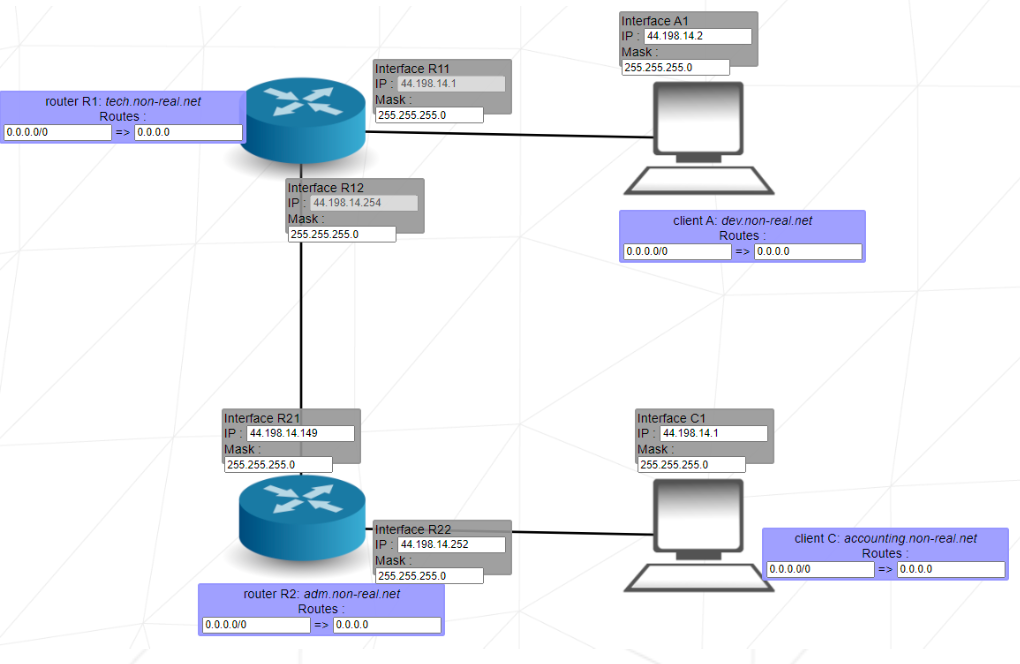 Interface A1
IP : 44.198.14.2
Mask :
255.255.255.0
Interface R11
IP : 44.198.14.1
Mask :
255.255.255.0
router R1: tech.non-real.net
Routes :
0.0.0.0/0 => 0.0.0.0
Interface R12
IP : 44.198.14.254
Mask :
255.255.255.0
client A: dev.non-real.net
Routes :
0.0.0.0/0 => 0.0.0.0
Interface R21
IP : 44.198.14.149
Mask :
255.255.255.0
Interface C1
IP : 44.198.14.1
Mask :
255.255.255.0
Interface R22
IP : 44.198.14.252
Mask :
255.255.255.0
client C: accounting.non-real.net
Routes :
0.0.0.0/0 => 0.0.0.0
router R2: adm.non-real.net
Routes :
0.0.0.0/0 => 0.0.0.0